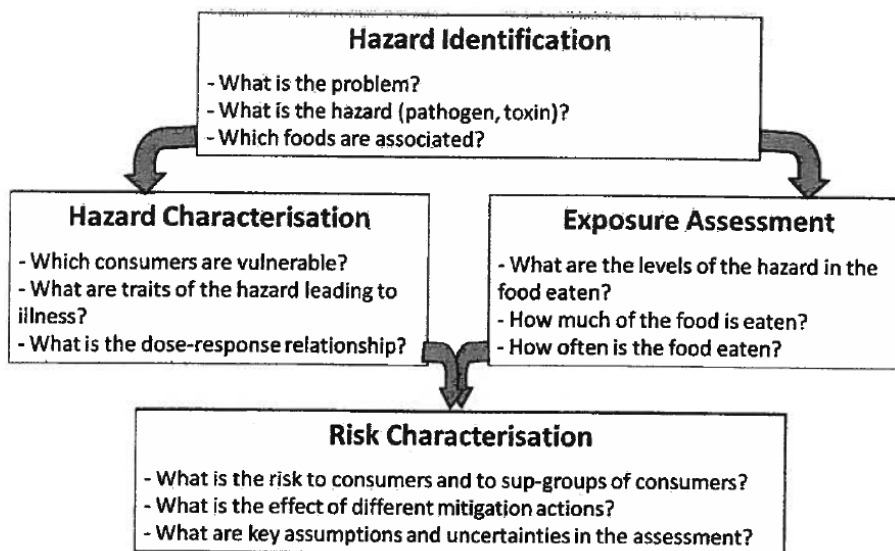 Hazard Identification
- What is the problem?
- What is the hazard (pathogen, toxin)?
- Which foods are associated?
Hazard Characterisation
- Which consumers are vulnerable?
- What are traits of the hazard leading to
illness?
- What is the dose-response relationship?
Exposure Assessment
- What are the levels of the hazard in the
food eaten?
- How much of the food is eaten?
- How often is the food eaten?
Risk Characterisation
- What is the risk to consumers and to sup-groups of consumers?
- What is the effect of different mitigation actions?
- What are key assumptions and uncertainties in the assessment?